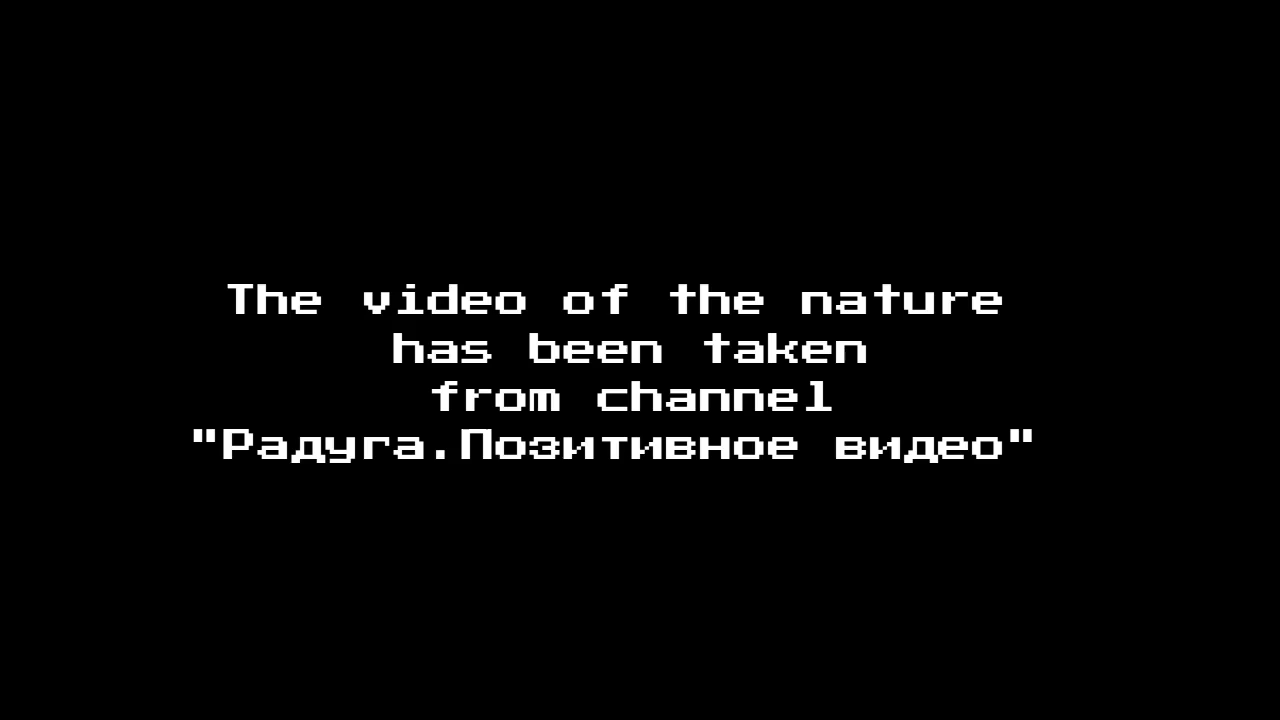 The video of the nature
has been taken
from channel
"Радуга.Позитивное видео"